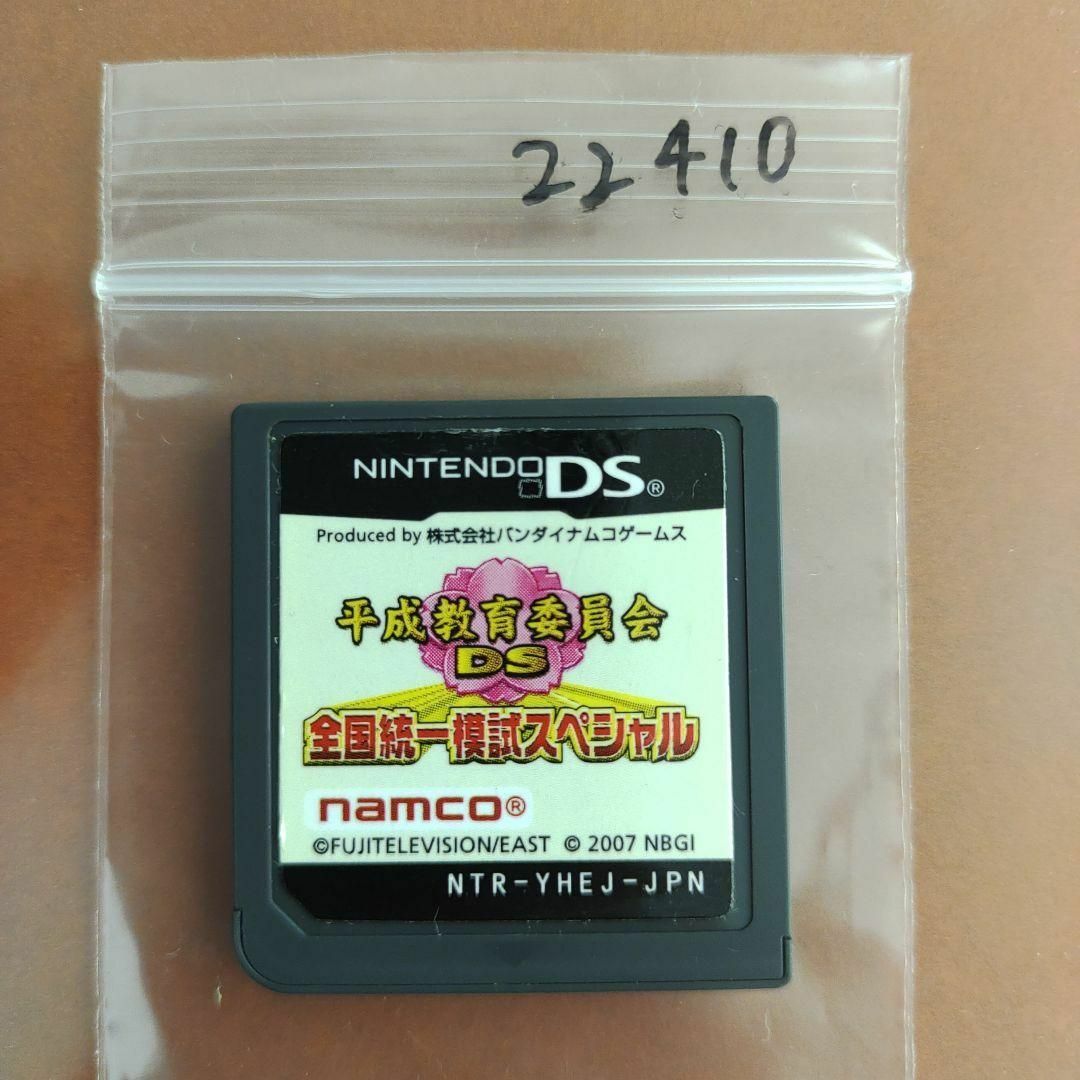 22410
NINTENDO DS®
Produced by 株式会社バンダイナムコゲームス
平成教育委員会
DS
全国統一模試スペシャル
namco®
©FUJITELEVISION/EAST © 2007 NBGI
NTR-YHEJ-JPN